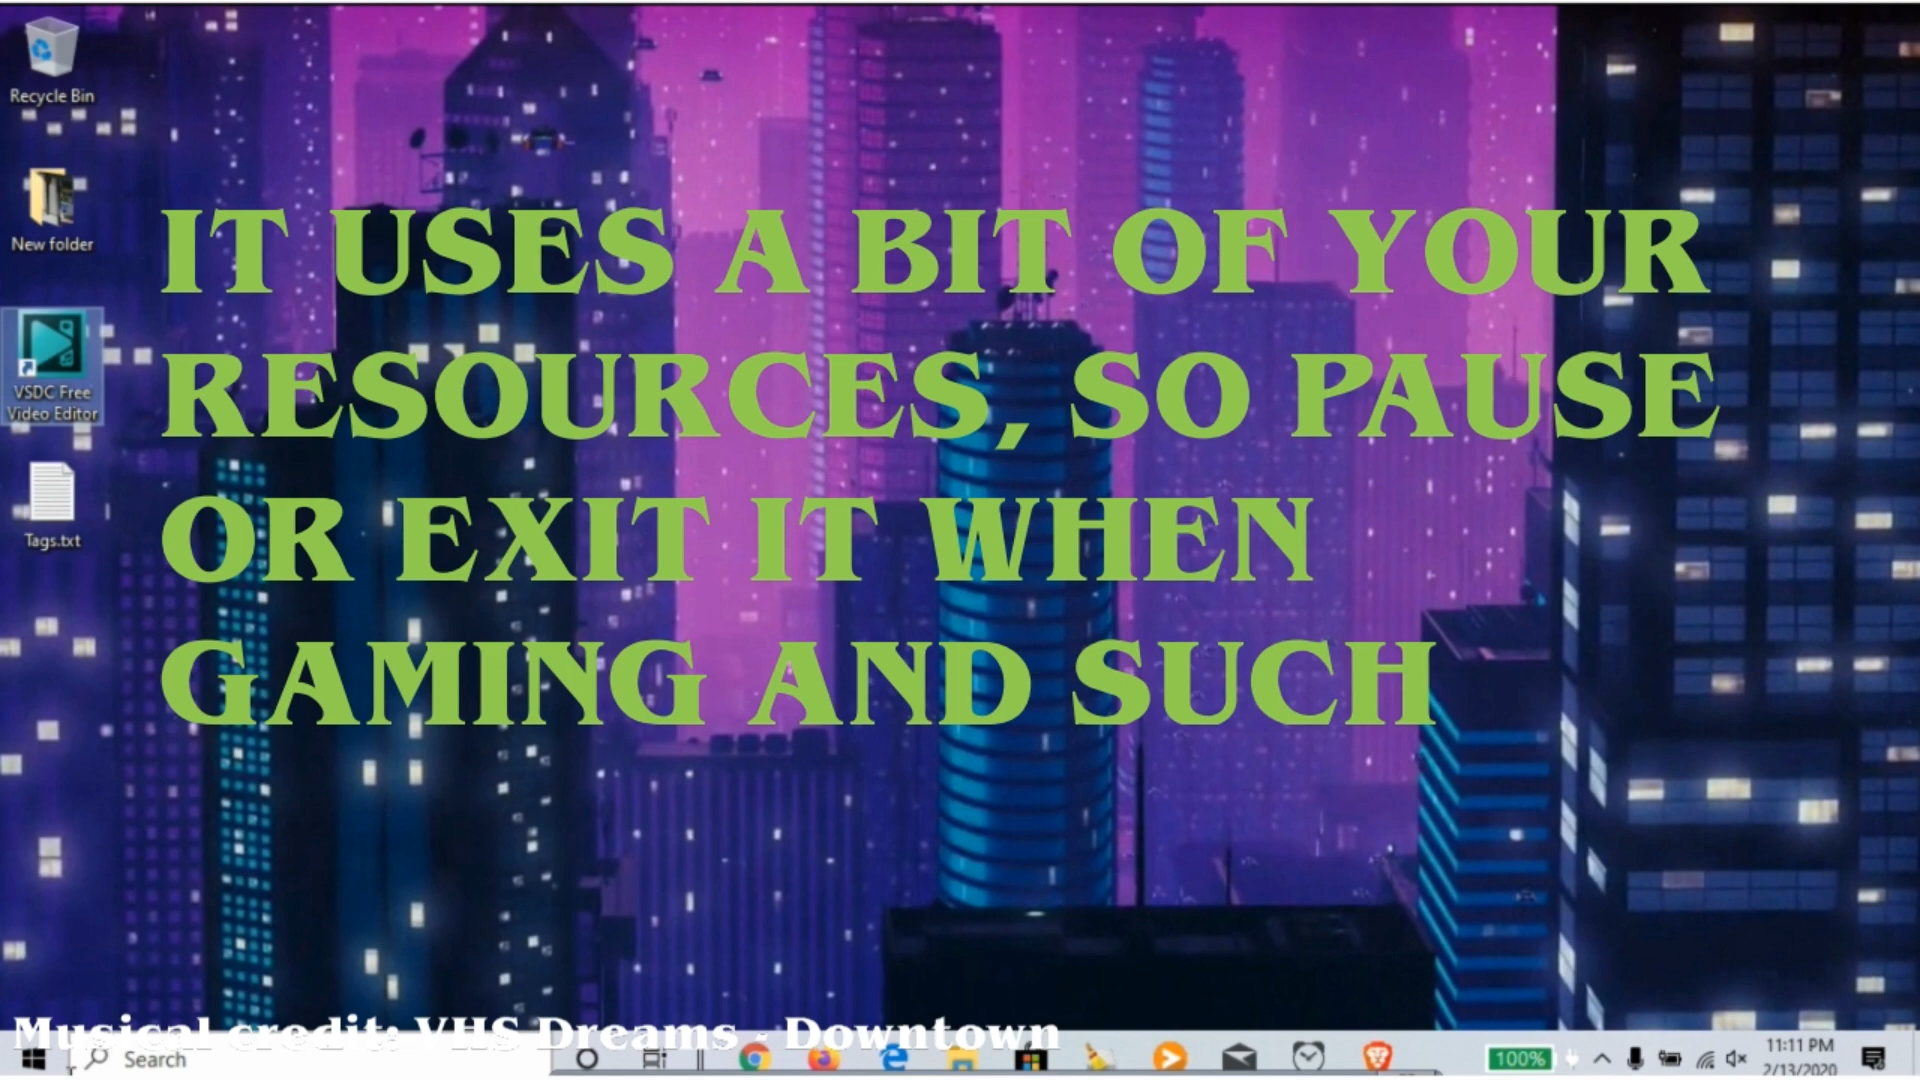 Recycle Bin
New folder
VSDC Free
Video Editor
Tags.txt
IT USES A BIT OF YOUR
RESOURCES, SO PAUSE
OR EXIT IT WHEN
GAMING AND SUCH
Musical credit: VHS Dreams - Downtown
Search
100%
11:11 PM
2/13/2020